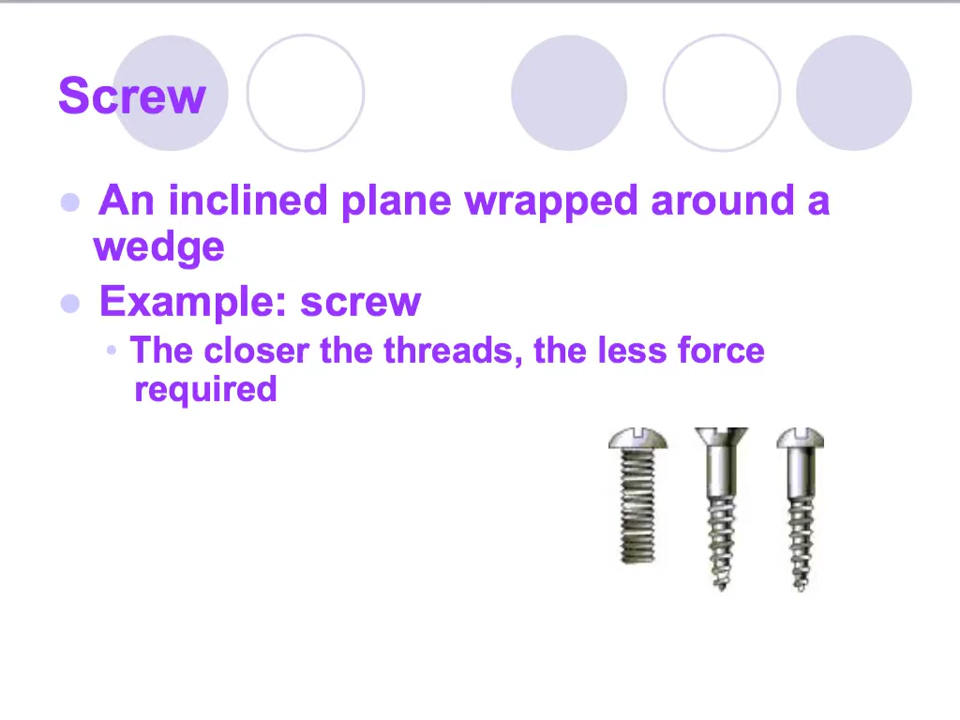 Screw
An inclined plane wrapped around a
wedge
Example: screw
The closer the threads, the less force
required